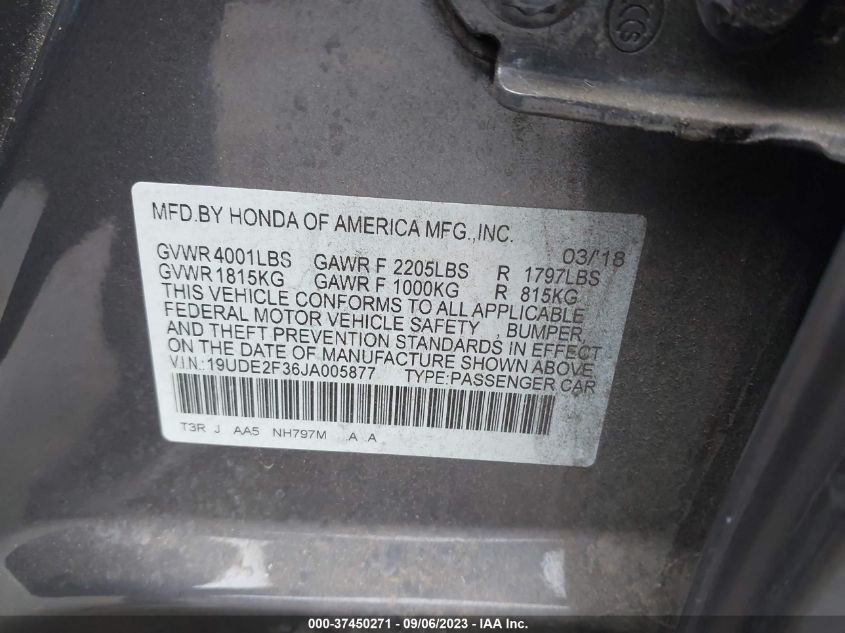 CCS
MFD.BY HONDA OF AMERICA MFG.,INC. 03/'18
GVWR 4001LBS GAWR F 2205LBS R 1797LBS
GVWR 1815KG GAWR F 1000KG R 815KG
THIS VEHICLE CONFORMS TO ALL APPLICABLE
FEDERAL MOTOR VEHICLE SAFETY, BUMPER,
AND THEFT PREVENTION STANDARDS IN EFFECT
ON THE DATE OF MANUFACTURE SHOWN ABOVE
V.I.N.:19UDE2F36JA005877 TYPE:PASSENGER CAR
T3R J AA5 NH797M .A .A
000-37450271 - 09/06/2023 - © IAA, Inc.